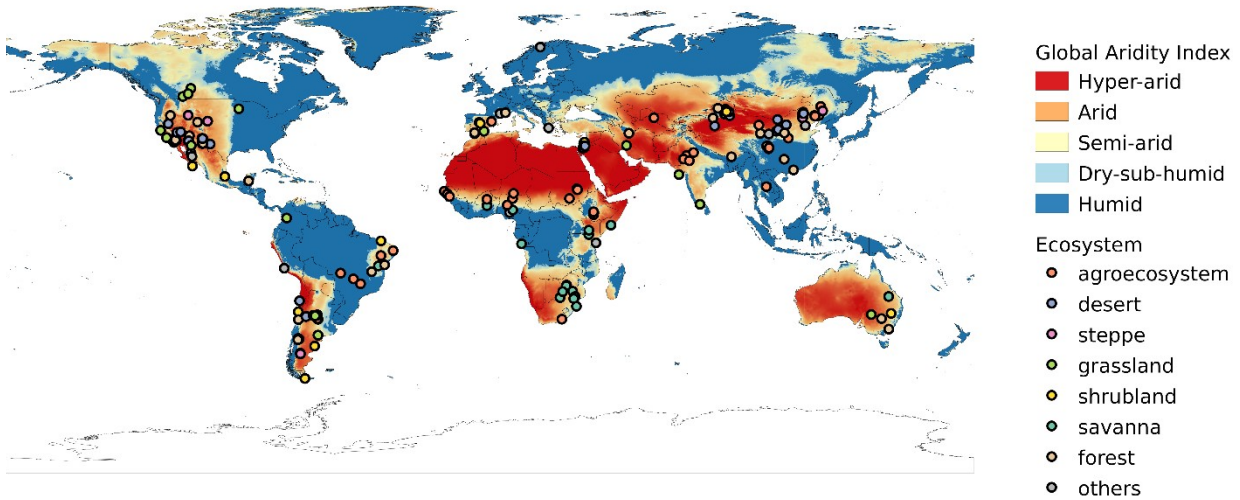 Global Aridity Index
Hyper-arid
Arid
Semi-arid
Dry-sub-humid
Humid
Ecosystem
agroecosystem
desert
steppe
grassland
shrubland
savanna
forest
others